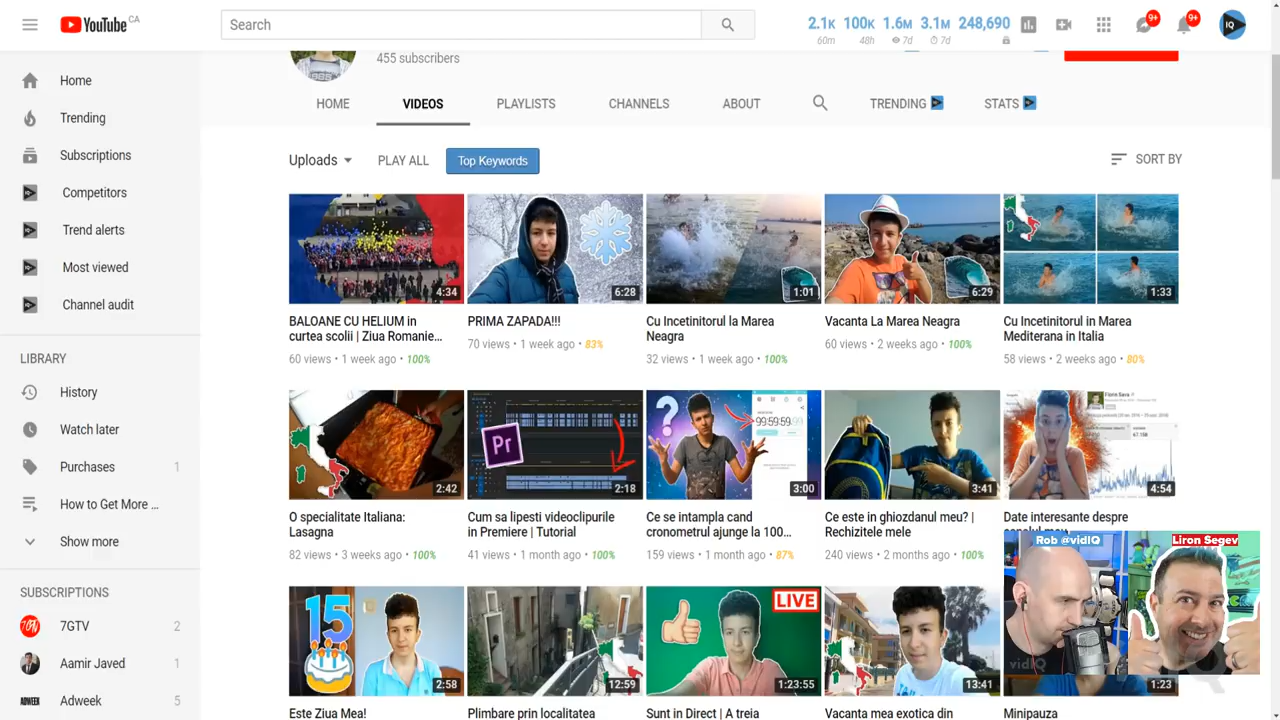 YouTube CA
Search
2.1K 100K 1.6M 3.1M 248,690
60m 48h 7d 7d
9+ 9+
IQ
455 subscribers
HOME VIDEOS PLAYLISTS CHANNELS ABOUT TRENDING STATS
Uploads PLAY ALL Top Keywords SORT BY
Home
Trending
Subscriptions
Competitors
Trend alerts
Most viewed
Channel audit
LIBRARY
History
Watch later
Purchases 1
How to Get More ...
Show more
SUBSCRIPTIONS
7GTV 2
Aamir Javed 1
Adweek 5
4:34
BALOANE CU HELIUM in
curtea scolii | Ziua Romanie...
60 views • 1 week ago • 100%
6:28
PRIMA ZAPADA!!!
70 views • 1 week ago • 83%
1:01
Cu Incetinitorul la Marea
Neagra
32 views • 1 week ago • 100%
6:29
Vacanta La Marea Neagra
60 views • 2 weeks ago • 100%
1:33
Cu Incetinitorul in Marea
Mediterana in Italia
58 views • 2 weeks ago • 80%
2:42
O specialitate Italiana:
Lasagna
82 views • 3 weeks ago • 100%
Pr
2:18
Cum sa lipesti videoclipurile
in Premiere | Tutorial
41 views • 1 month ago • 100%
?
99:59:59
3:00
Ce se intampla cand
cronometrul ajunge la 100...
159 views • 1 month ago • 87%
3:41
Ce este in ghiozdanul meu? |
Rechizitele mele
240 views • 2 months ago • 100%
Florin Sava
4:54
Date interesante despre
Rob @vidIQ
Liron Segev
vidIQ
15
2:58
Este Ziua Mea!
12:59
Plimbare prin localitatea
LIVE
1:23:55
Sunt in Direct | A treia
13:41
Vacanta mea exotica din
1:23
Minipauza